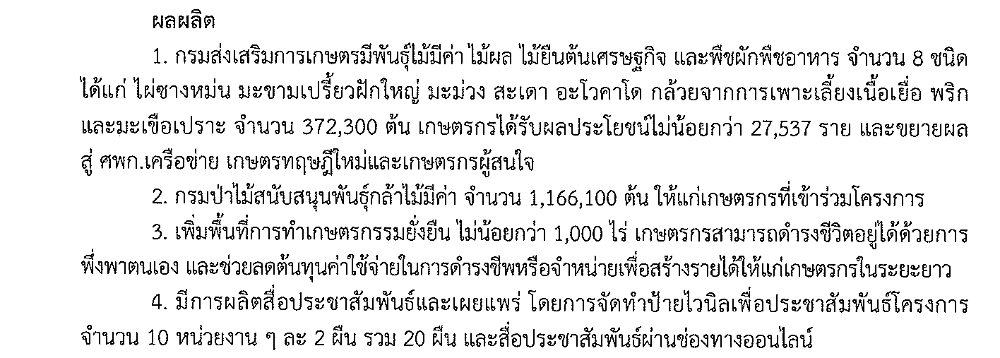 ผลผลิต
1. กรมส่งเสริมการเกษตรมีพันธุ์ไม้มีค่า ไม้ผล ไม้ยืนต้นเศรษฐกิจ และพืชผักพืชอาหาร จำนวน 8 ชนิด
ได้แก่ ไผ่ซางหม่น มะขามเปรี้ยวฝักใหญ่ มะม่วง สะเดา อะโวคาโด กล้วยจากการเพาะเลี้ยงเนื้อเยื่อ พริก
และมะเขือเปราะ จำนวน 372,300 ต้น เกษตรกรได้รับผลประโยชน์ไม่น้อยกว่า 27,537 ราย และขยายผล
สู่ ศพก.เครือข่าย เกษตรทฤษฎีใหม่และเกษตรกรผู้สนใจ
2. กรมป่าไม้สนับสนุนพันธุ์กล้าไม้มีค่า จำนวน 1,166,100 ต้น ให้แก่เกษตรกรที่เข้าร่วมโครงการ
3. เพิ่มพื้นที่การทำเกษตรกรรมยั่งยืน ไม่น้อยกว่า 1,000 ไร่ เกษตรกรสามารถดำรงชีวิตอยู่ได้ด้วยการ
พึ่งพาตนเอง และช่วยลดต้นทุนค่าใช้จ่ายในการดำรงชีพหรือจำหน่ายเพื่อสร้างรายได้ให้แก่เกษตรกรในระยะยาว
4. มีการผลิตสื่อประชาสัมพันธ์และเผยแพร่ โดยการจัดทำป้ายไวนิลเพื่อประชาสัมพันธ์โครงการ
จำนวน 10 หน่วยงาน ๆ ละ 2 ผืน รวม 20 ผืน และสื่อประชาสัมพันธ์ผ่านช่องทางออนไลน์